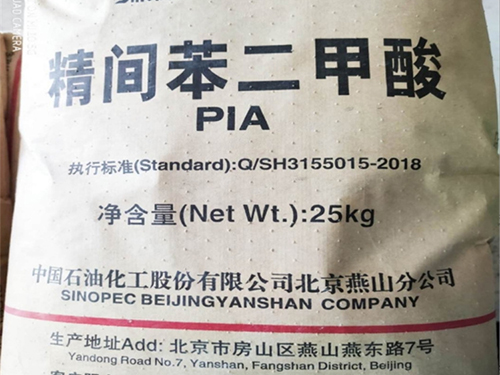 精间苯二甲酸
PIA
执行标准(Standard):Q/SH3155015-2018
净含量(Net Wt.):25kg
中国石油化工股份有限公司北京燕山分公司
SINOPEC BEIJINGYANSHAN COMPANY
生产地址Add: 北京市房山区燕山燕东路7号
Yandong Road No.7, Yanshan, Fangshan District, Beijing